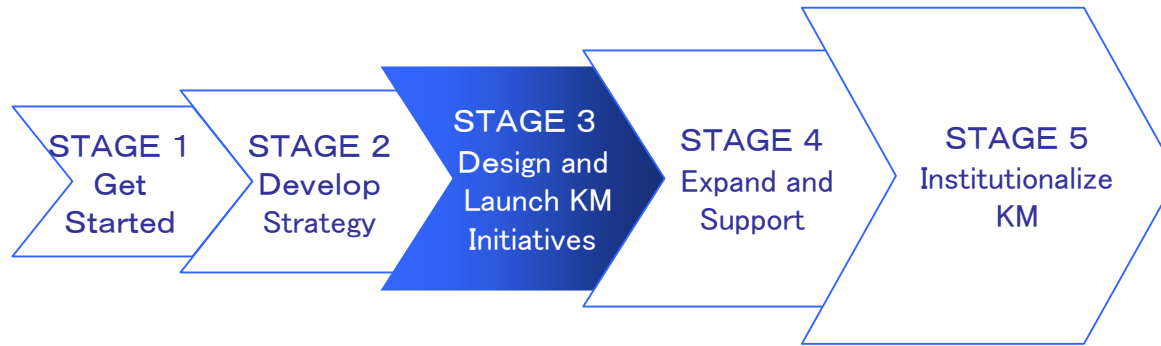 STAGE 1
Get
Started
STAGE 2
Develop
Strategy
STAGE 3
Design and
Launch KM
Initiatives
STAGE 4
Expand and
Support
STAGE 5
Institutionalize
KM